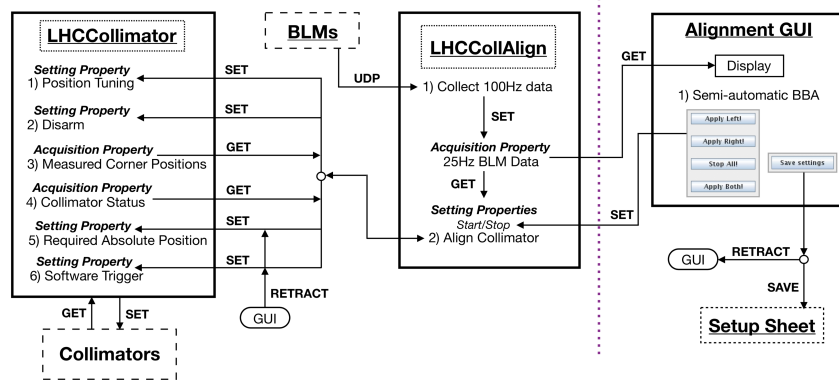 LHCCollimator
Setting Property
1) Position Tuning
SET
Setting Property
2) Disarm
SET
Acquisition Property
3) Measured Corner Positions
GET
Acquisition Property
4) Collimator Status
GET
Setting Property
5) Required Absolute Position
SET
Setting Property
6) Software Trigger
SET
RETRACT
GUI
GET
SET
Collimators
BLMs
UDP
LHCCollAlign
1) Collect 100Hz data
SET
Acquisition Property
25Hz BLM Data
GET
Setting Properties
Start/Stop
2) Align Collimator
GET
SET
Alignment GUI
Display
1) Semi-automatic BBA
Apply Left!
Apply Right!
Stop All!
Apply Both!
Save settings
GUI
RETRACT
SAVE
Setup Sheet